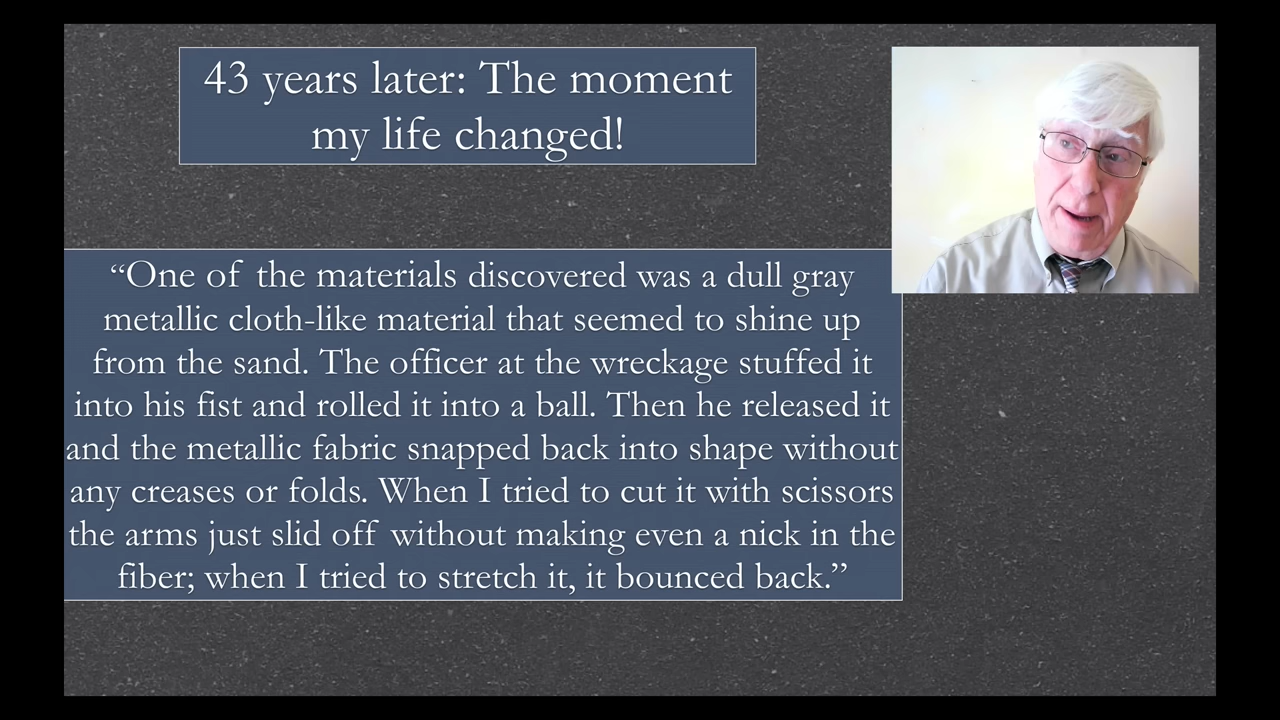 43 years later: The moment
my life changed!
“One of the materials discovered was a dull gray
metallic cloth-like material that seemed to shine up
from the sand. The officer at the wreckage stuffed it
into his fist and rolled it into a ball. Then he released it
and the metallic fabric snapped back into shape without
any creases or folds. When I tried to cut it with scissors
the arms just slid off without making even a nick in the
fiber; when I tried to stretch it, it bounced back.”